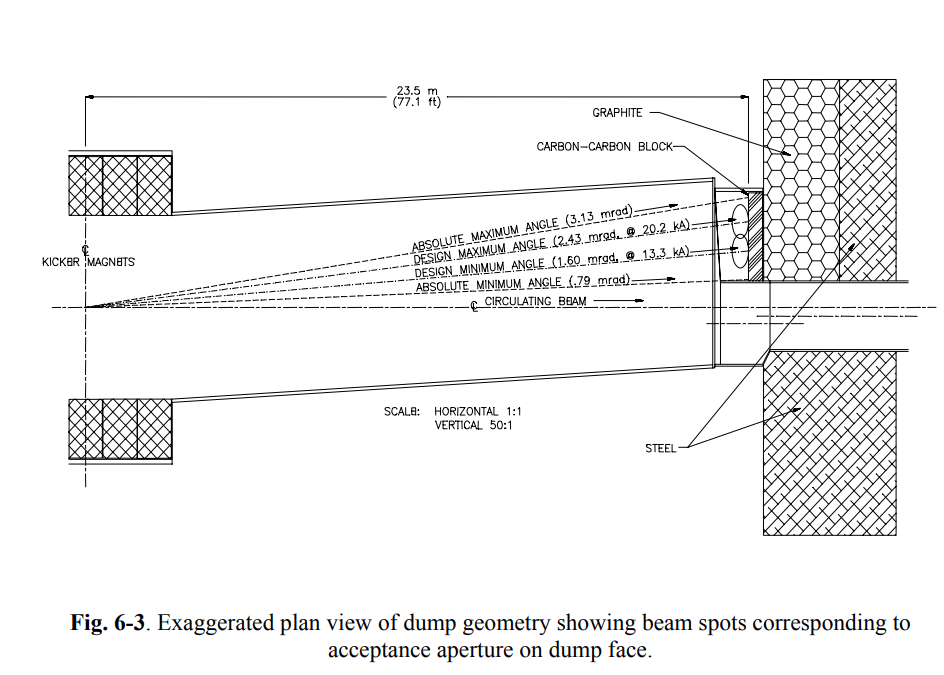 23.5 m
(77.1 ft)
GRAPHITE
CARBON-CARBON BLOCK
ABSOLUTE MAXIMUM ANGLE (3.13 mrad)
DESIGN MAXIMUM ANGLE (2.43 mrad, @ 20.2 kA)
DESIGN MINIMUM ANGLE (1.60 mrad, @ 13.3 kA)
ABSOLUTE MINIMUM ANGLE (.79 mrad)
℄
KICKER MAGNETS
℄ CIRCULATING BEAM
SCALE: HORIZONTAL 1:1
VERTICAL 50:1
STEEL
Fig. 6-3. Exaggerated plan view of dump geometry showing beam spots corresponding to
acceptance aperture on dump face.